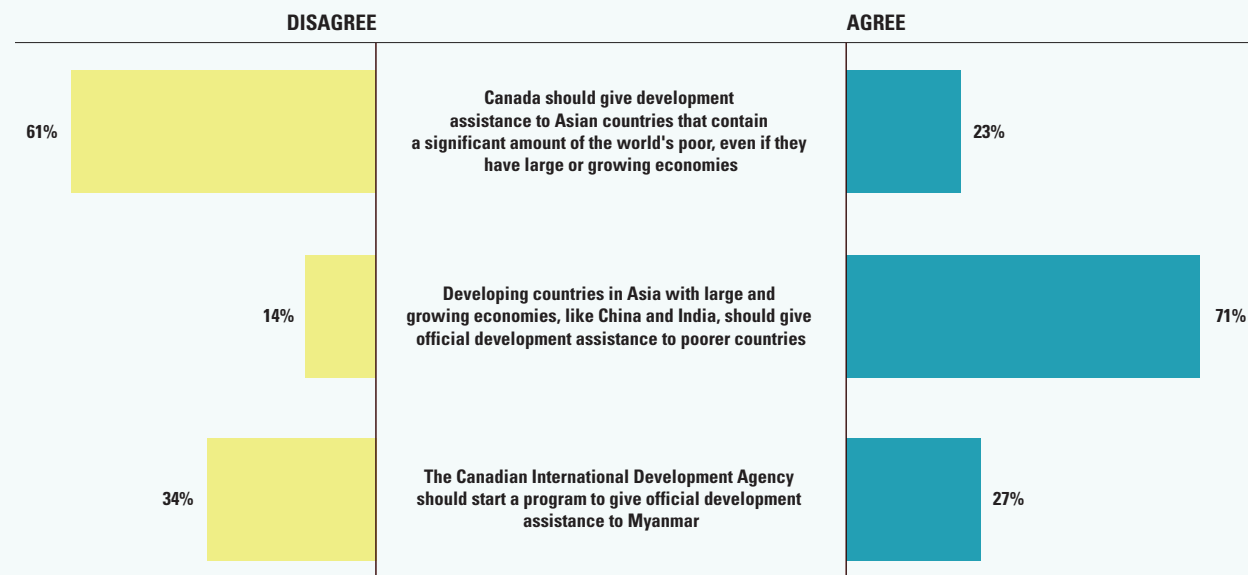 DISAGREE
AGREE
61%
Canada should give development
assistance to Asian countries that contain
a significant amount of the world's poor, even if they
have large or growing economies
23%
14%
Developing countries in Asia with large and
growing economies, like China and India, should give
official development assistance to poorer countries
71%
34%
The Canadian International Development Agency
should start a program to give official development
assistance to Myanmar
27%